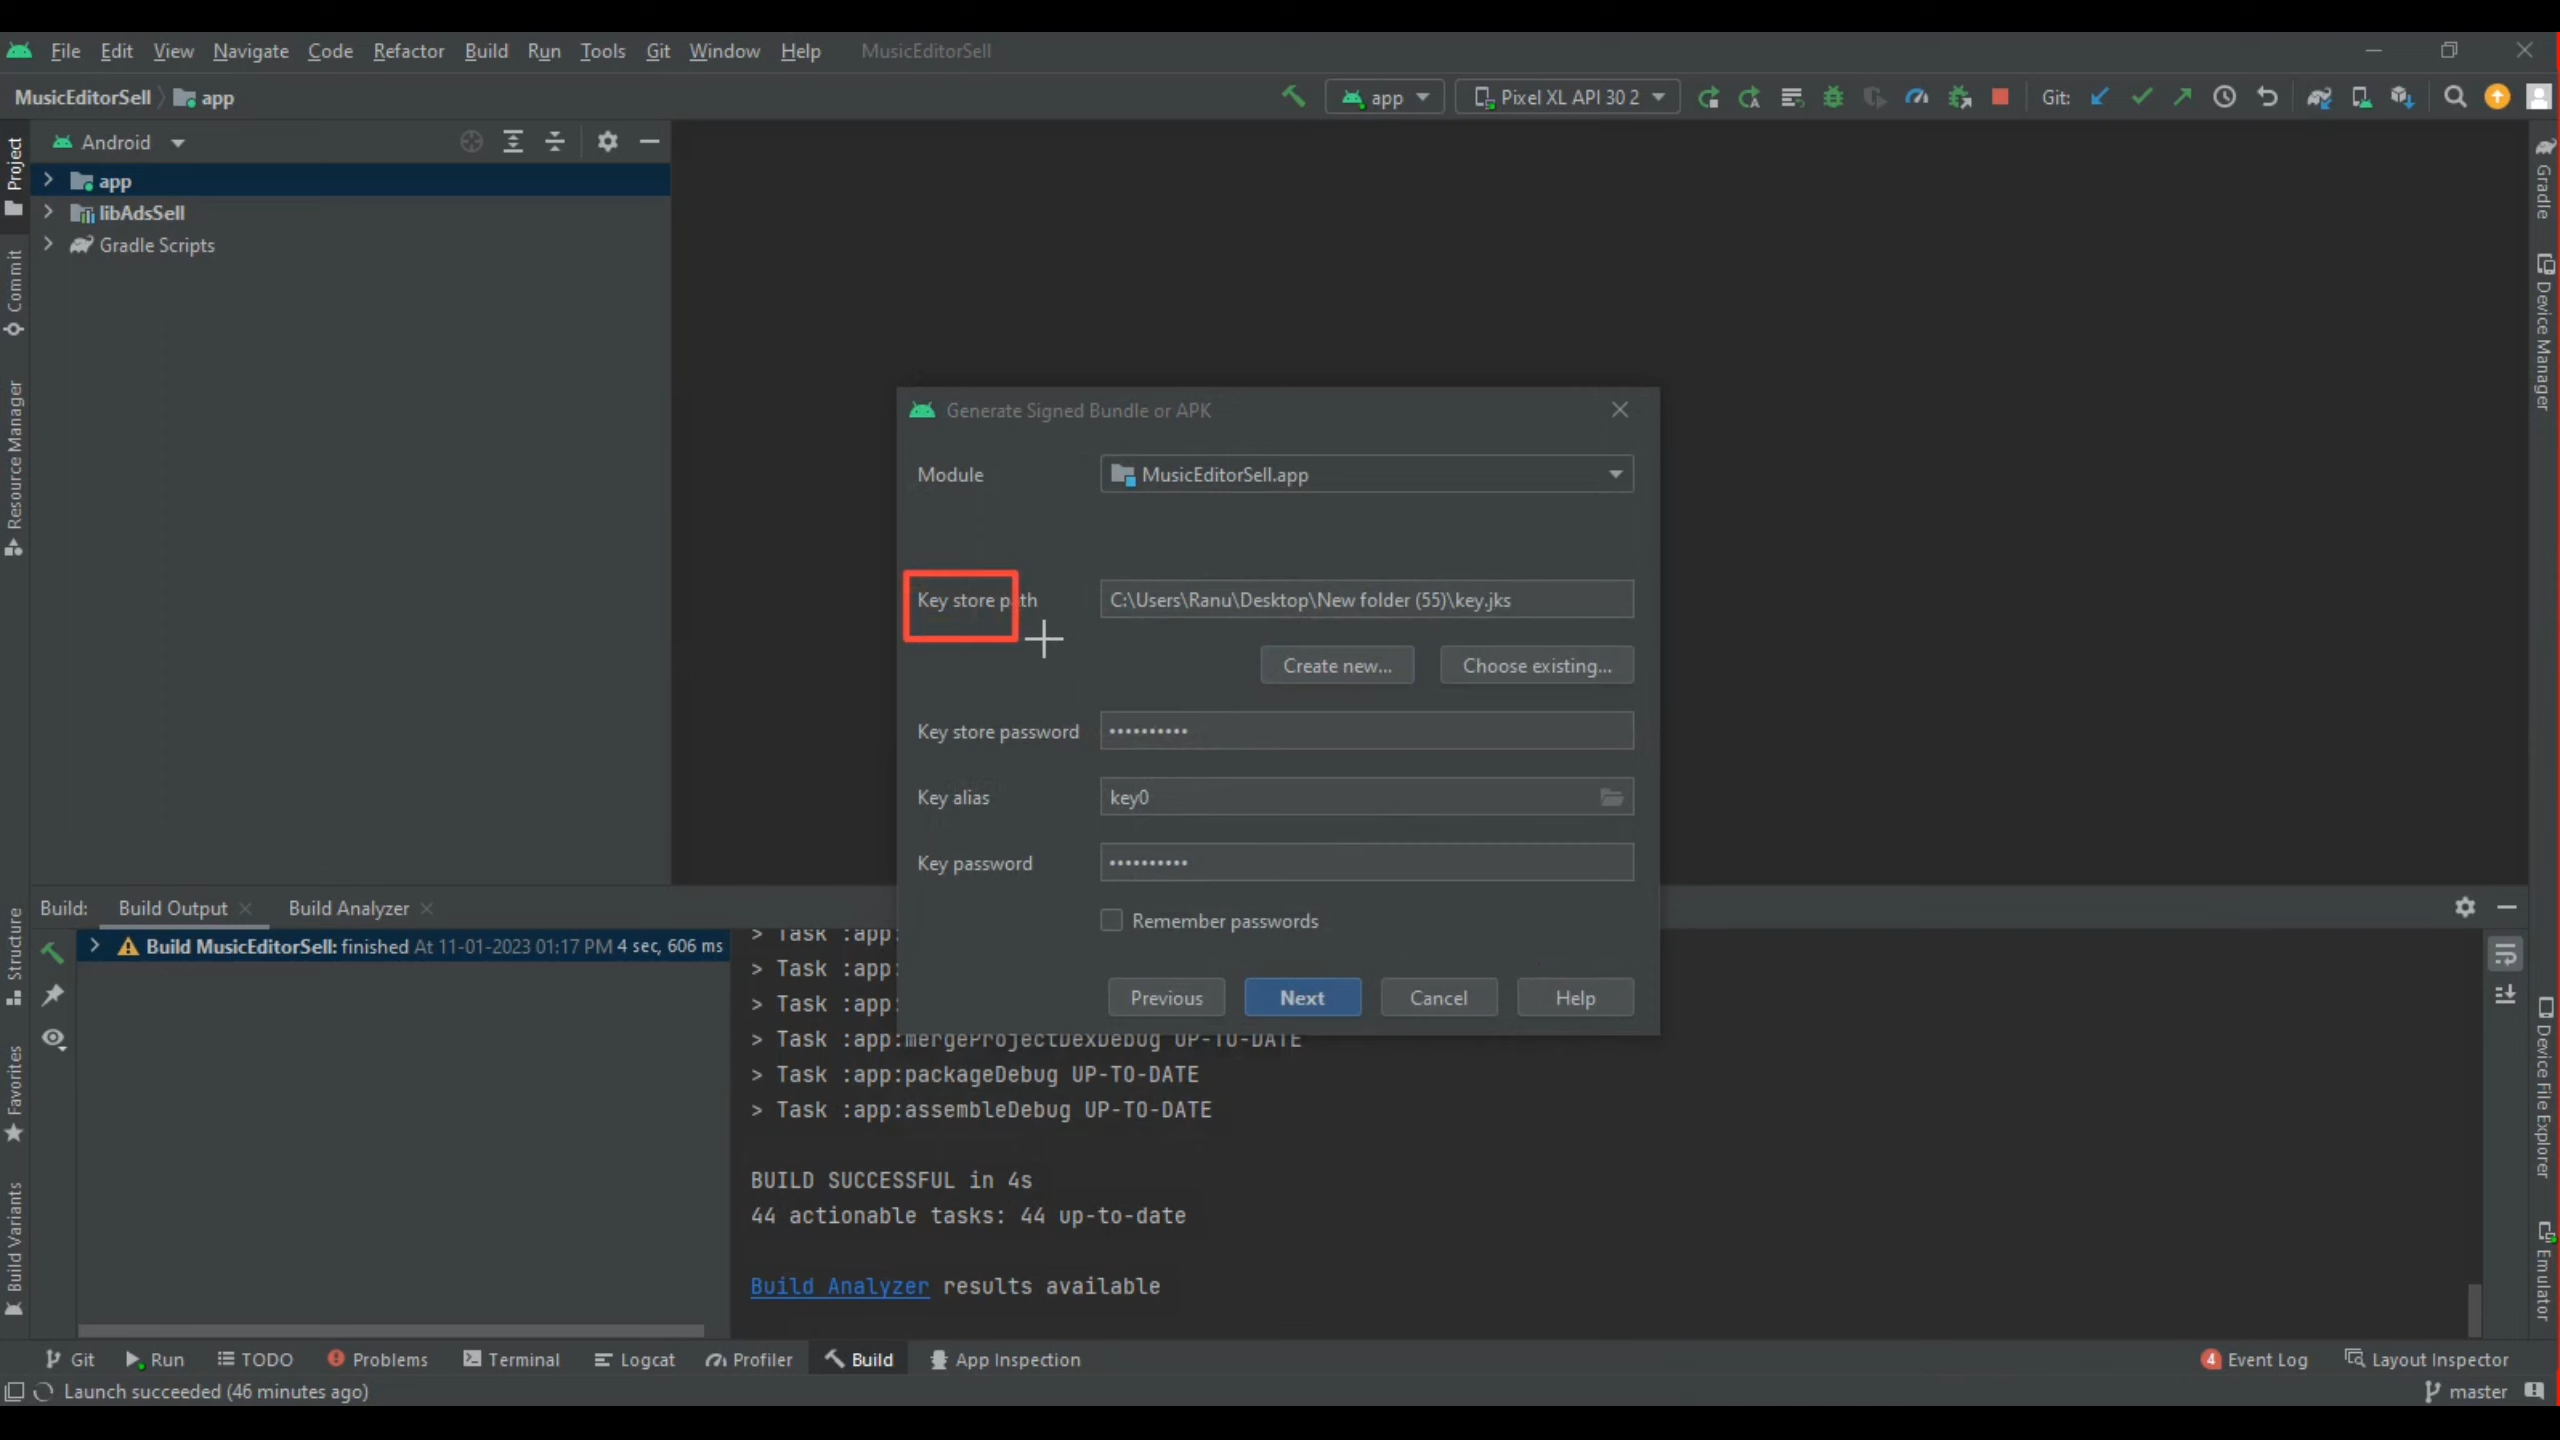 File Edit View Navigate Code Refactor Build Run Tools Git Window Help MusicEditorSell
MusicEditorSell app
app Pixel XL API 30 2 Git:
Project
Android
app
libAdsSell
Gradle Scripts
Commit
Resource Manager
Gradle
Device Manager
Generate Signed Bundle or APK
Module MusicEditorSell.app
Key store path C:\Users\Ranu\Desktop\New folder (55)\key.jks
Create new... Choose existing...
Key store password ••••••••••
Key alias key0
Key password ••••••••••
Remember passwords
Previous Next Cancel Help
Build: Build Output Build Analyzer
Build MusicEditorSell: finished At 11-01-2023 01:17 PM 4 sec, 606 ms
> Task :app:
> Task :app:
> Task :app:
> Task :app:mergeProjectDexDebug UP-TO-DATE
> Task :app:packageDebug UP-TO-DATE
> Task :app:assembleDebug UP-TO-DATE
BUILD SUCCESSFUL in 4s
44 actionable tasks: 44 up-to-date
Build Analyzer results available
Structure
Favorites
Build Variants
Device File Explorer
Emulator
Git Run TODO Problems Terminal Logcat Profiler Build App Inspection 4 Event Log Layout Inspector
Launch succeeded (46 minutes ago) master